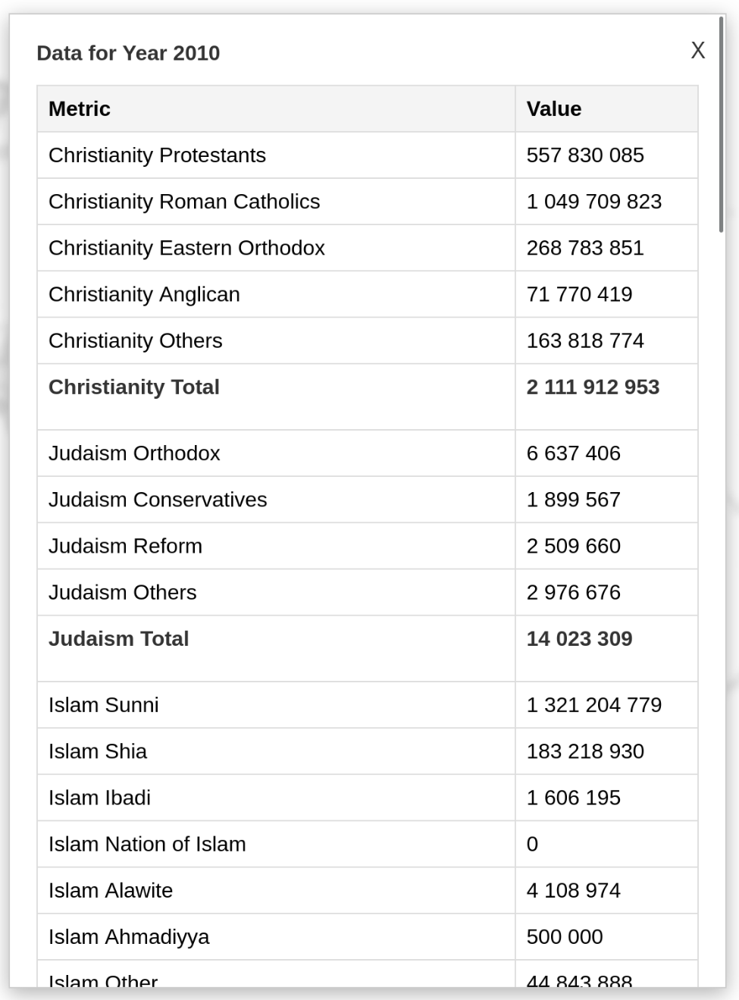 Data for Year 2010 X
Metric Value
Christianity Protestants 557 830 085
Christianity Roman Catholics 1 049 709 823
Christianity Eastern Orthodox 268 783 851
Christianity Anglican 71 770 419
Christianity Others 163 818 774
Christianity Total 2 111 912 953
Judaism Orthodox 6 637 406
Judaism Conservatives 1 899 567
Judaism Reform 2 509 660
Judaism Others 2 976 676
Judaism Total 14 023 309
Islam Sunni 1 321 204 779
Islam Shia 183 218 930
Islam Ibadi 1 606 195
Islam Nation of Islam 0
Islam Alawite 4 108 974
Islam Ahmadiyya 500 000
Islam Other 44 843 888